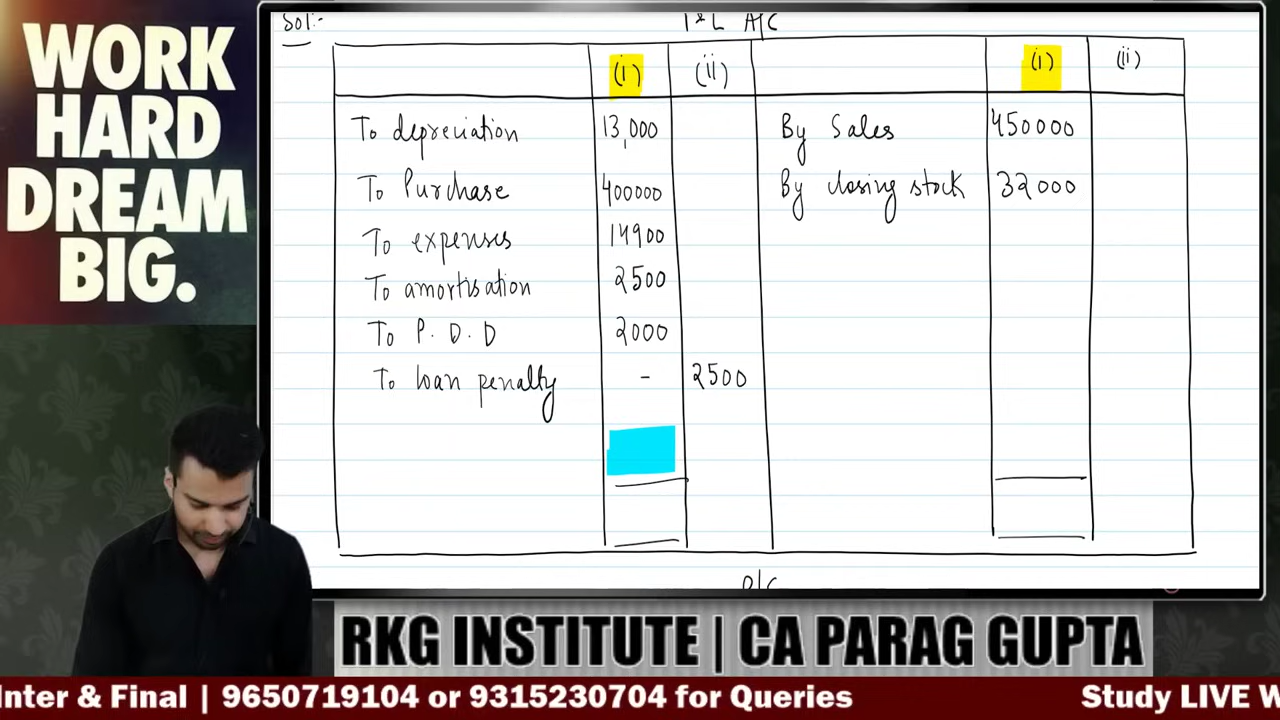 WORK
HARD
DREAM
BIG.
Sol:-
P&L A/C
(i) (ii) (i) (ii)
To depreciation 13,000 By Sales 450000
To Purchase 400000 By closing stock 32000
To expenses 14900
To amortisation 2500
To P.D.D 2000
To loan penalty - 2500
RKG INSTITUTE | CA PARAG GUPTA
Inter & Final | 9650719104 or 9315230704 for Queries
Study LIVE W